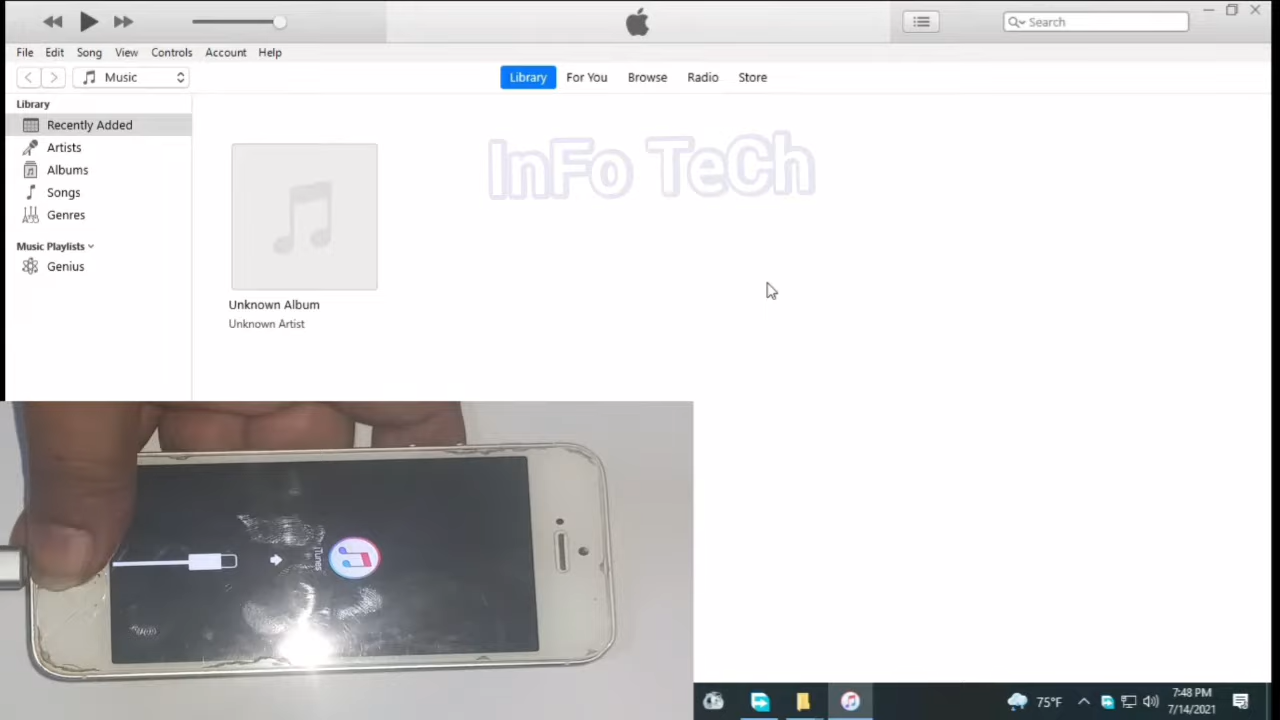 Search
File Edit Song View Controls Account Help
Music
Library For You Browse Radio Store
Library
Recently Added
Artists
Albums
Songs
Genres
Music Playlists
Genius
InFo TeCh
Unknown Album
Unknown Artist
iTunes
75°F
7:48 PM
7/14/2021